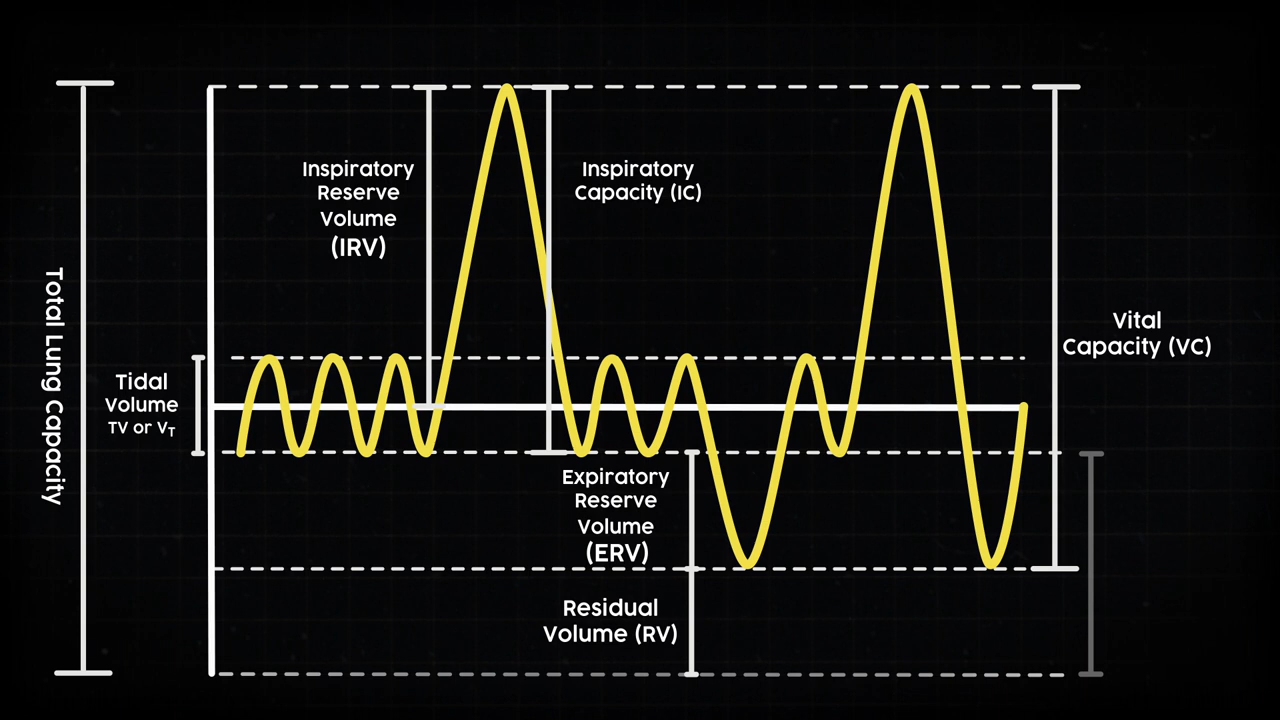 Total Lung Capacity
Tidal
Volume
TV or VT
Inspiratory
Reserve
Volume
(IRV)
Inspiratory
Capacity (IC)
Expiratory
Reserve
Volume
(ERV)
Residual
Volume (RV)
Vital
Capacity (VC)